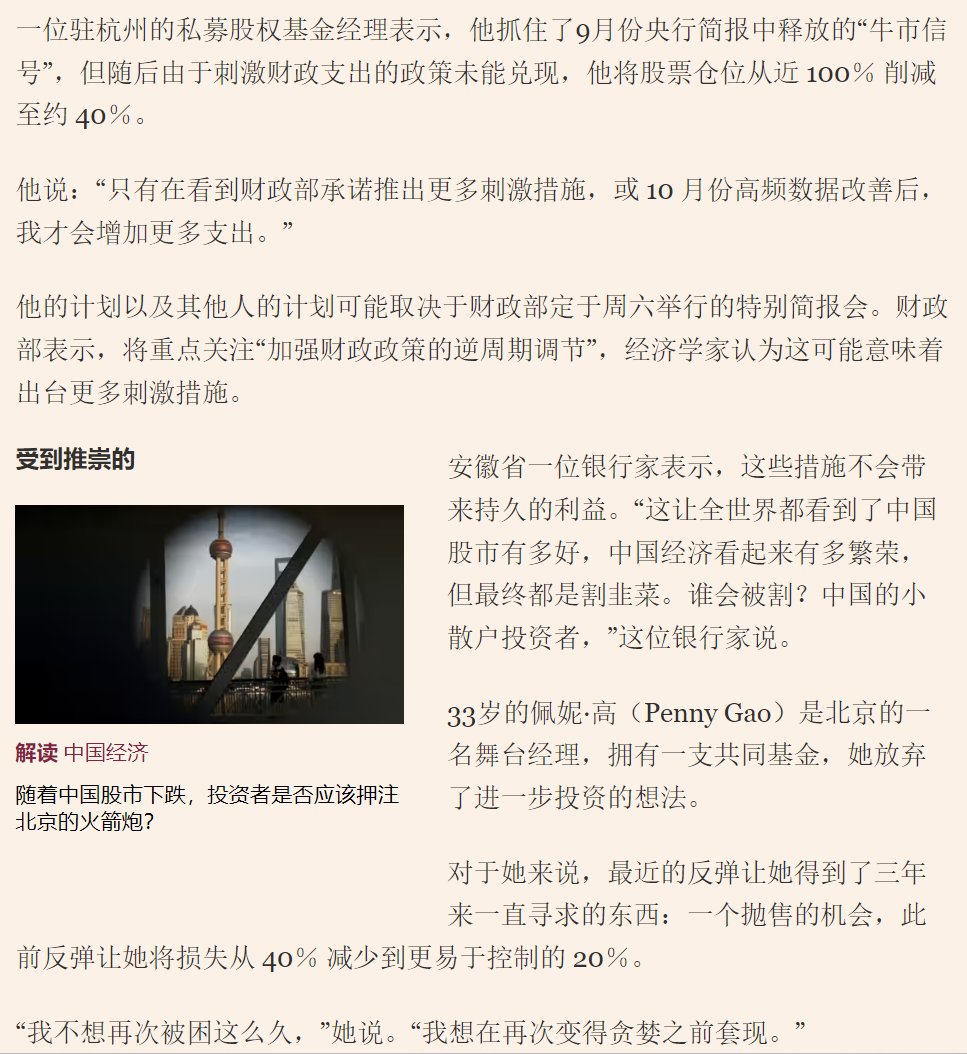 一位驻杭州的私募股权基金经理表示，他抓住了9月份央行简报中释放的“牛市信
号”，但随后由于刺激财政支出的政策未能兑现，他将股票仓位从近 100% 削减
至约 40%。
他说：“只有在看到财政部承诺推出更多刺激措施，或 10 月份高频数据改善后，
我才会增加更多支出。”
他的计划以及其他人的计划可能取决于财政部定于周六举行的特别简报会。财政
部表示，将重点关注“加强财政政策的逆周期调节”，经济学家认为这可能意味着
出台更多刺激措施。
受到推崇的
解读 中国经济
随着中国股市下跌，投资者是否应该押注
北京的火箭炮？
安徽省一位银行家表示，这些措施不会带
来持久的利益。“这让全世界都看到了中国
股市有多好，中国经济看起来有多繁荣，
但最终都是割韭菜。谁会被割？中国的小
散户投资者，”这位银行家说。
33岁的佩妮·高（Penny Gao）是北京的一
名舞台经理，拥有一支共同基金，她放弃
了进一步投资的想法。
对于她来说，最近的反弹让她得到了三年
来一直寻求的东西：一个抛售的机会，此
前反弹让她将损失从 40% 减少到更易于控制的 20%。
“我不想再次被困这么久，”她说。“我想在再次变得贪婪之前套现。”